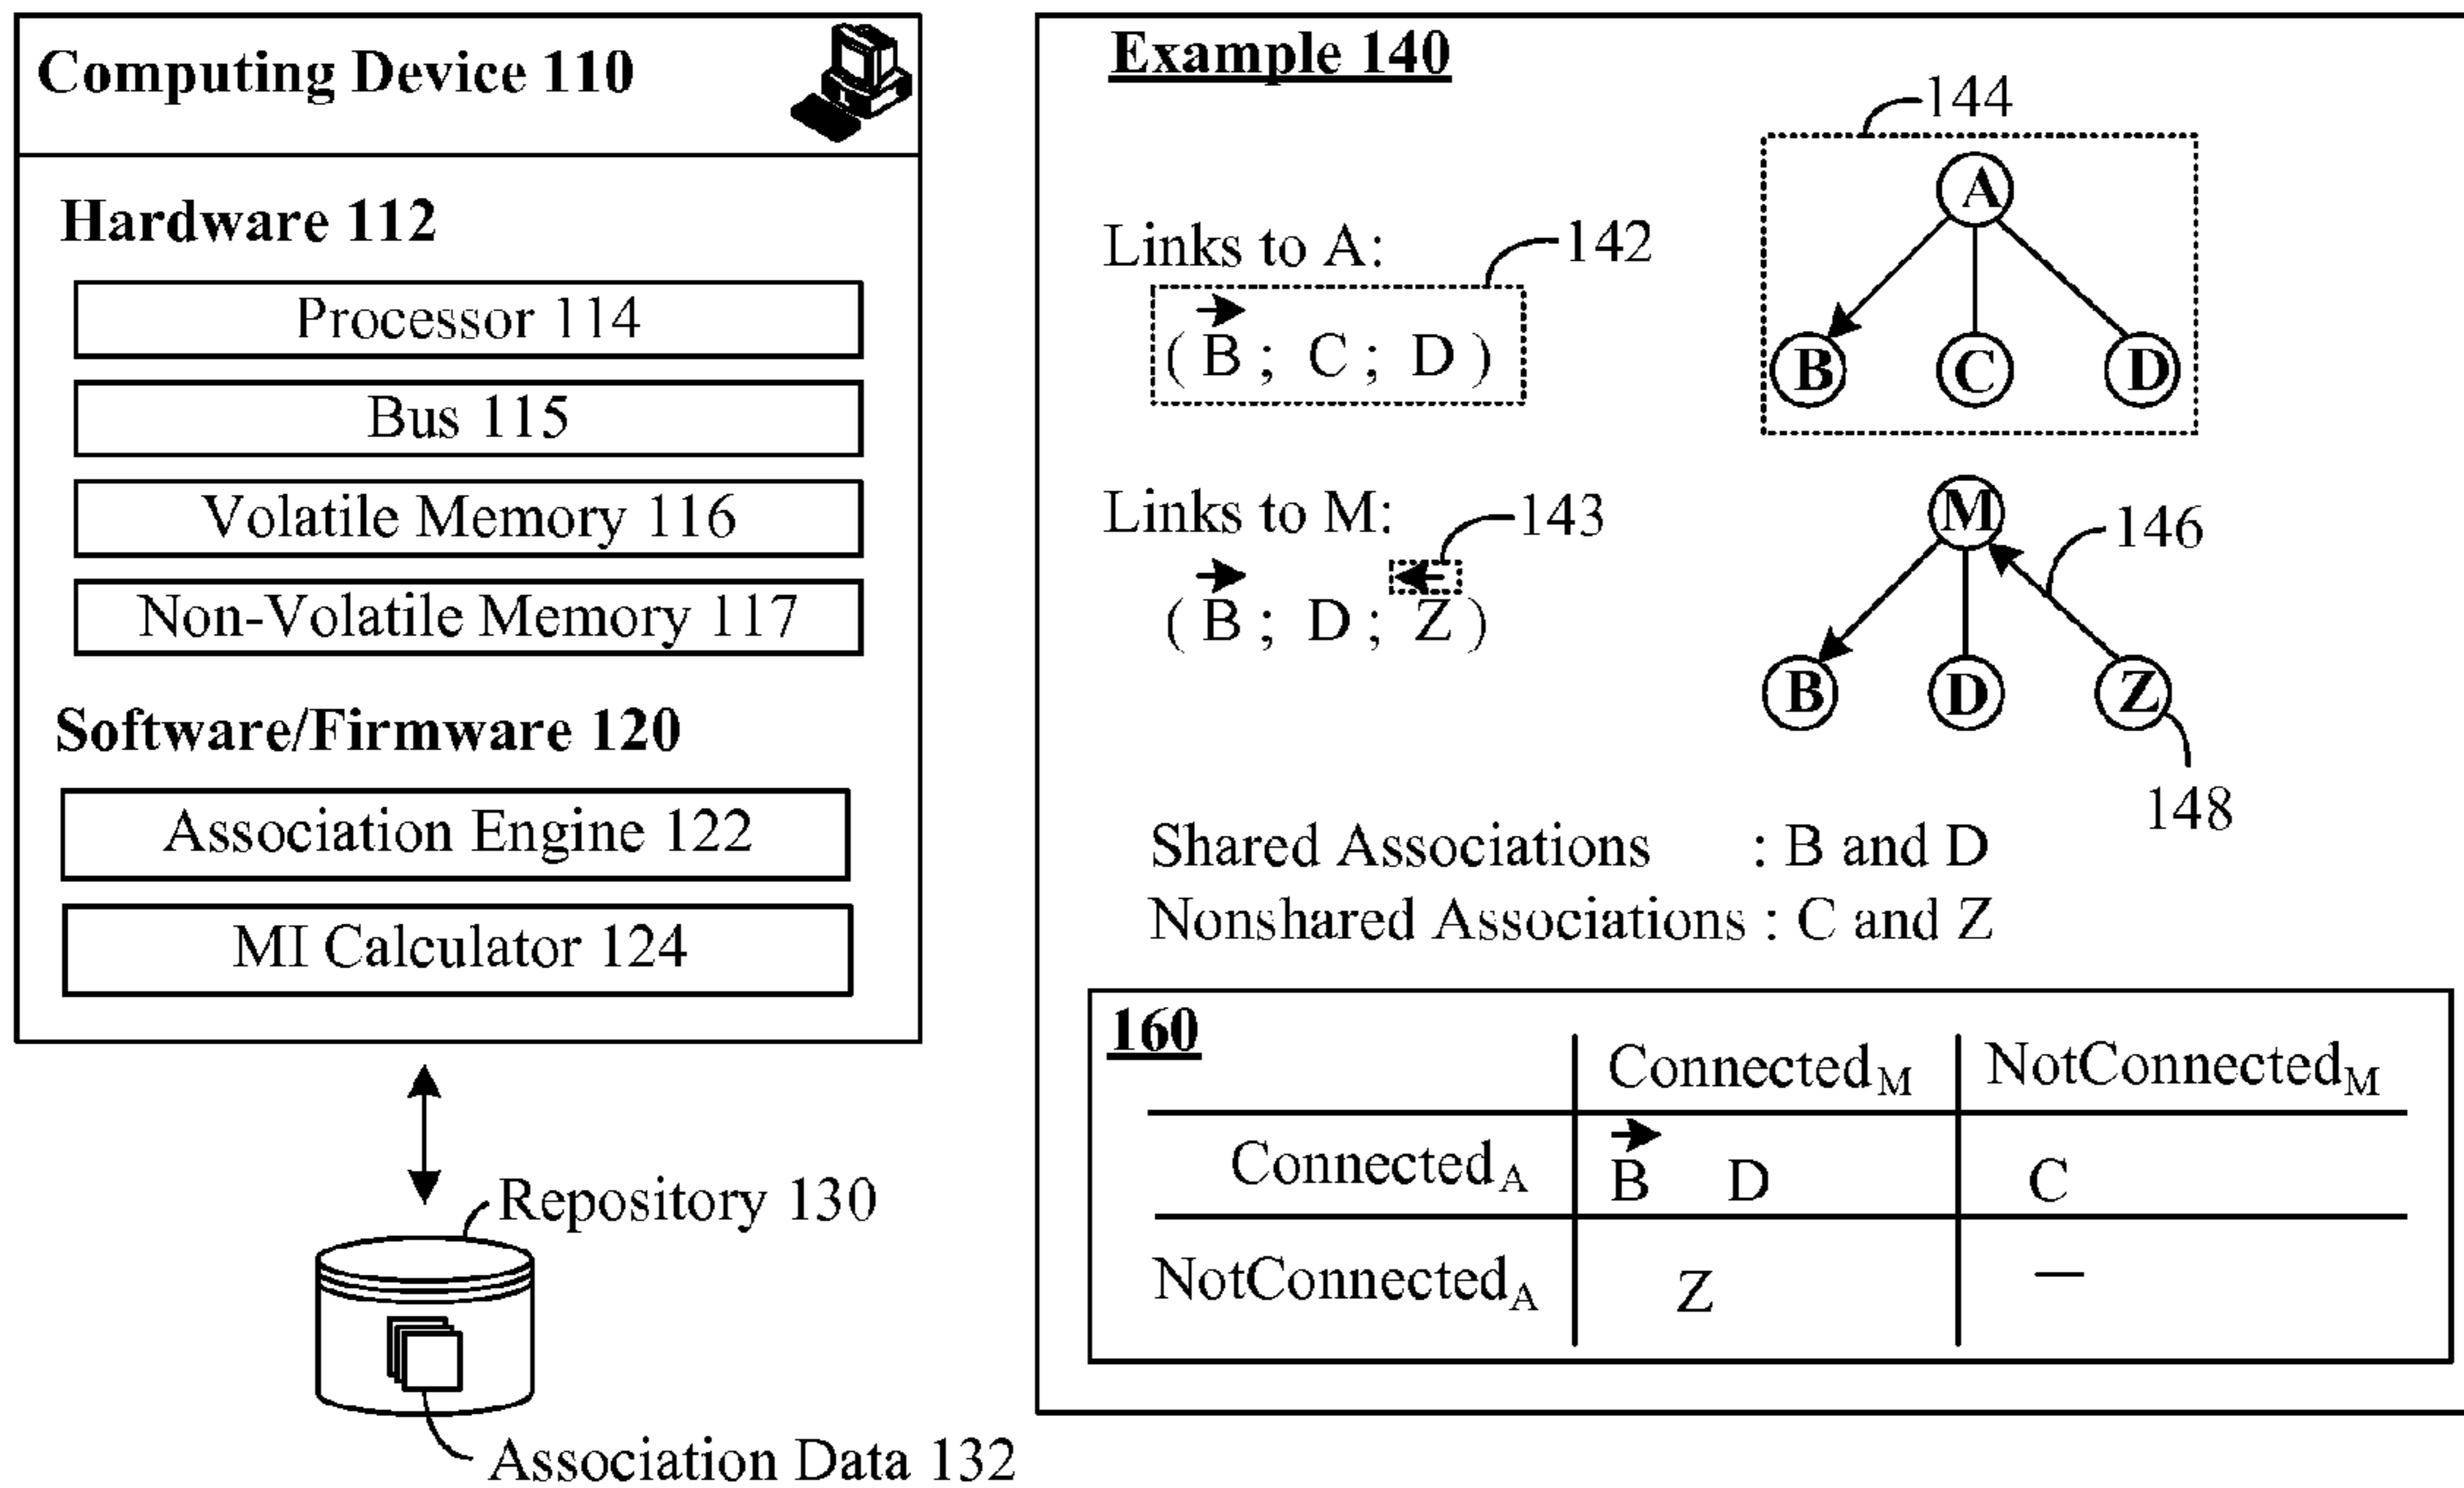 Computing Device 110
Hardware 112
Processor 114
Bus 115
Volatile Memory 116
Non-Volatile Memory 117
Software/Firmware 120
Association Engine 122
MI Calculator 124
Repository 130
Association Data 132
Example 140
144
A
B C D
Links to A:
142
( B ; C ; D )
Links to M:
143
( B ; D ; Z )
M
146
B D Z
148
Shared Associations : B and D
Nonshared Associations : C and Z
160
ConnectedM NotConnectedM
ConnectedA B D C
NotConnectedA Z —